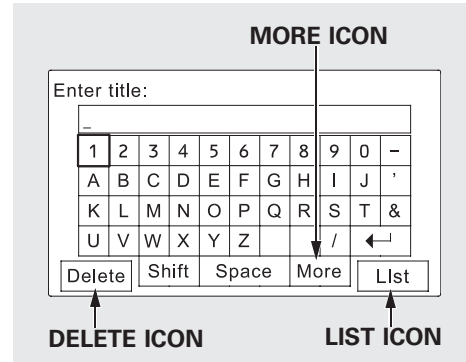 MORE ICON
Enter title:
_
1 2 3 4 5 6 7 8 9 0 –
A B C D E F G H I J '
K L M N O P Q R S T &
U V W X Y Z /
Delete Shift Space More LIst
DELETE ICON LIST ICON